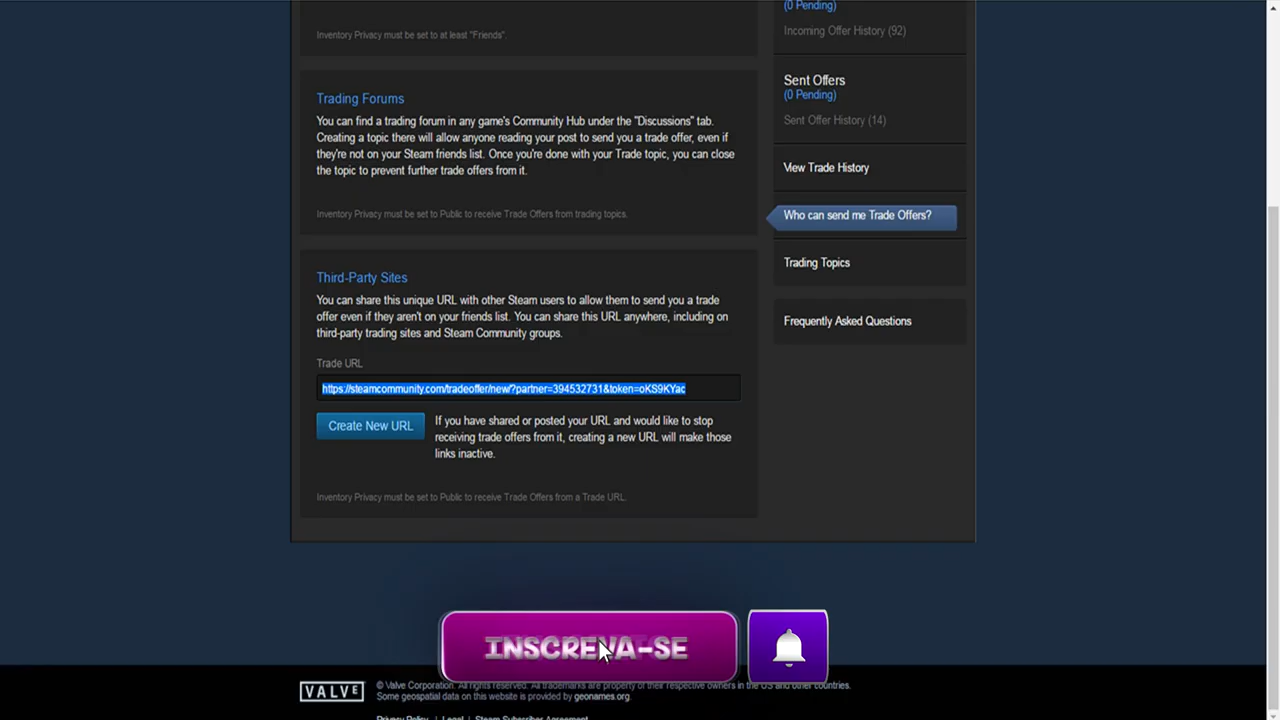 Inventory Privacy must be set to at least "Friends".
Trading Forums
You can find a trading forum in any game's Community Hub under the "Discussions" tab.
Creating a topic there will allow anyone reading your post to send you a trade offer, even if
they're not on your Steam friends list. Once you're done with your Trade topic, you can close
the topic to prevent further trade offers from it.
Inventory Privacy must be set to Public to receive Trade Offers from trading topics.
Third-Party Sites
You can share this unique URL with other Steam users to allow them to send you a trade
offer even if they aren't on your friends list. You can share this URL anywhere, including on
third-party trading sites and Steam Community groups.
Trade URL
https://steamcommunity.com/tradeoffer/new/?partner=394532731&token=oKS9KYac
Create New URL
If you have shared or posted your URL and would like to stop
receiving trade offers from it, creating a new URL will make those
links inactive.
Inventory Privacy must be set to Public to receive Trade Offers from a Trade URL.
(0 Pending)
Incoming Offer History (92)
Sent Offers
(0 Pending)
Sent Offer History (14)
View Trade History
Who can send me Trade Offers?
Trading Topics
Frequently Asked Questions
INSCREVA-SE
VALVE
© Valve Corporation. All rights reserved. All trademarks are property of their respective owners in the US and other countries.
Some geospatial data on this website is provided by geonames.org.
Privacy Policy | Legal | Steam Subscriber Agreement